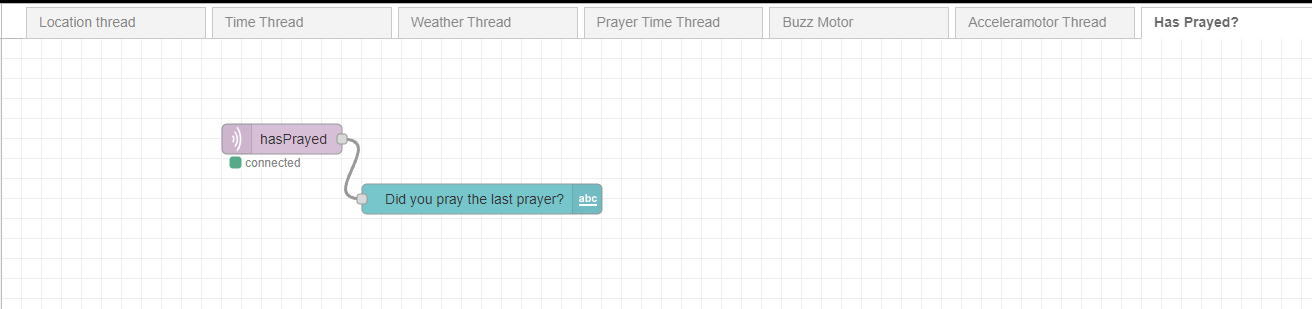 Location thread
Time Thread
Weather Thread
Prayer Time Thread
Buzz Motor
Acceleramotor Thread
Has Prayed?
hasPrayed
connected
Did you pray the last prayer?
abc